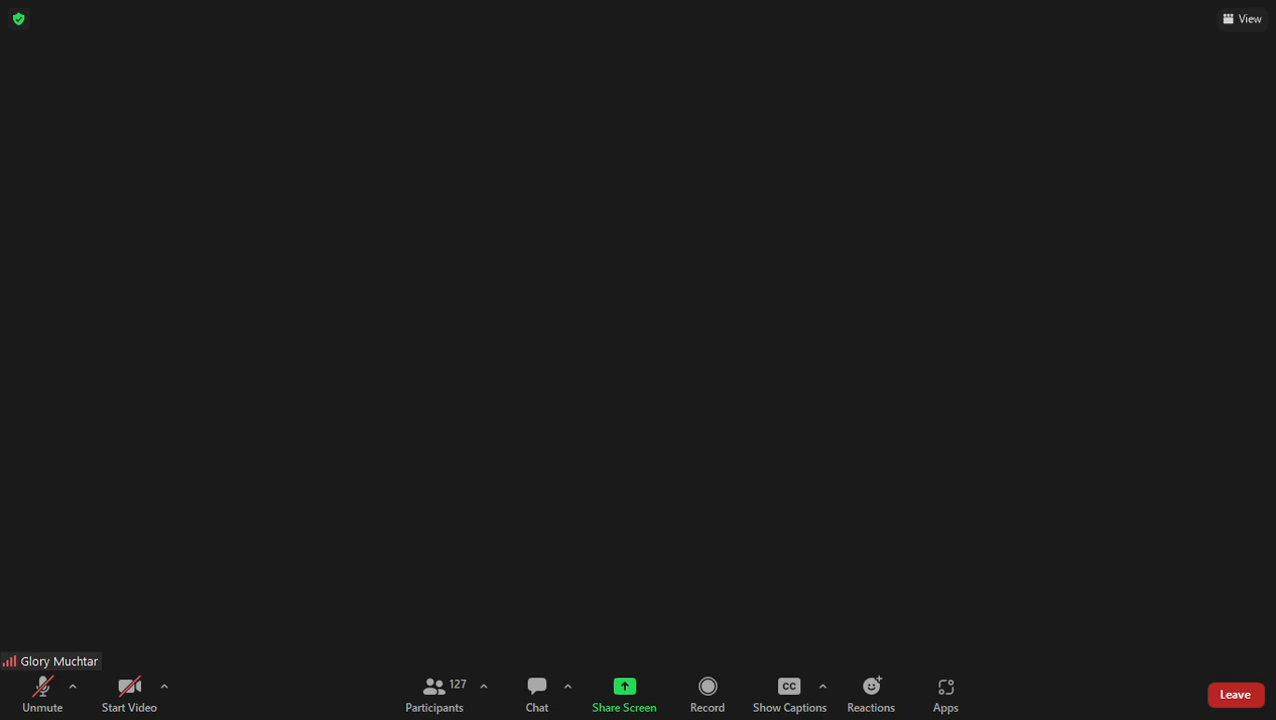 View
Glory Muchtar
127
Unmute
Start Video
Participants
Chat
Share Screen
Record
CC
Show Captions
Reactions
Apps
Leave